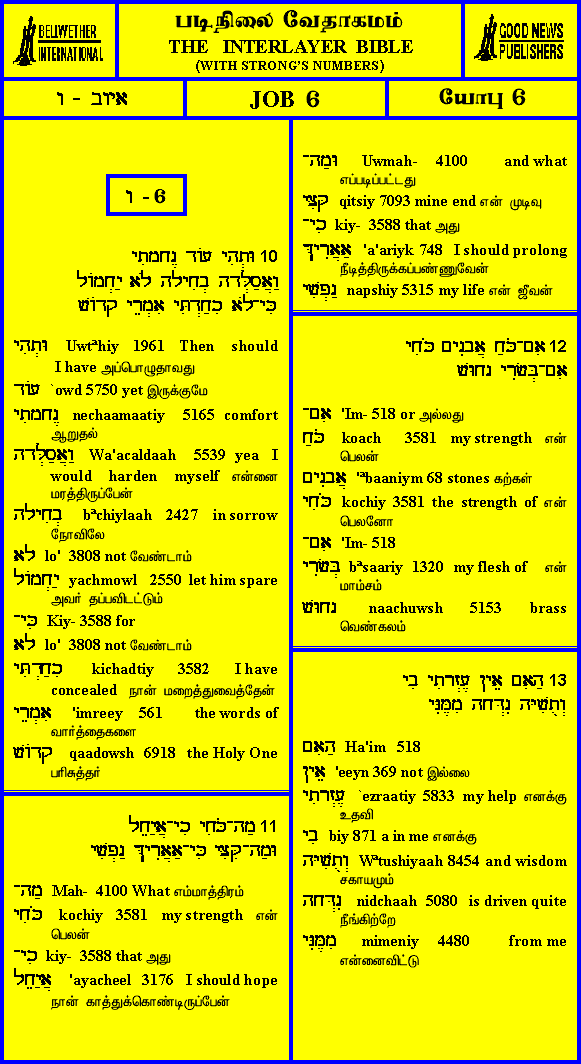 BELLWETHER
INTERNATIONAL
படிநிலை வேதாகமம்
THE INTERLAYER BIBLE
(WITH STRONG'S NUMBERS)
GOOD NEWS
PUBLISHERS
איוב - ו
JOB 6
யோபு 6
ו - 6
10 וּתְהִי עוֹד נֶחָמָתִי
וַאֲסַלְּדָה בְחִילָה לֹא יַחְמוֹל
כִּי־לֹא כִחַדְתִּי אִמְרֵי קָדוֹשׁ
וּתְהִי Uwtªhiy 1961 Then should
I have அப்பொழுதாவது
עוֹד `owd 5750 yet இருக்குமே
נֶחָמָתִי nechaamaatiy 5165 comfort
ஆறுதல்
וַאֲסַלְּדָה Wa'acaldaah 5539 yea I
would harden myself என்னை
மரத்திருப்பேன்
בְחִילָה bªchiylaah 2427 in sorrow
நோவிலே
לֹא lo' 3808 not வேண்டாம்
יַחְמוֹל yachmowl 2550 let him spare
அவர் தப்பவிடட்டும்
כִּי־ Kiy- 3588 for
לֹא lo' 3808 not வேண்டாம்
כִחַדְתִּי kichadtiy 3582 I have
concealed நான் மறைத்துவைத்தேன்
אִמְרֵי 'imreey 561 the words of
வார்த்தைகளை
קָדוֹשׁ qaadowsh 6918 the Holy One
பரிசுத்தர்
11 מַה־כֹּחִי כִי־אֲיַחֵל
וּמַה־קִּצִּי כִּי־אַאֲרִיךְ נַפְשִׁי
מַה־ Mah- 4100 What எம்மாத்திரம்
כֹּחִי kochiy 3581 my strength என்
பெலன்
כִי־ kiy- 3588 that அது
אֲיַחֵל 'ayacheel 3176 I should hope
நான் காத்துக்கொண்டிருப்பேன்
וּמַה־ Uwmah- 4100 and what
எப்படிப்பட்டது
קִּצִּי qitsiy 7093 mine end என் முடிவு
כִּי־ kiy- 3588 that அது
אַאֲרִיךְ 'a'ariyk 748 I should prolong
நீடித்திருக்கப்பண்ணுவேன்
נַפְשִׁי napshiy 5315 my life என் ஜீவன்
12 אִם־כֹּחַ אֲבָנִים כֹּחִי
אִם־בְּשָׂרִי נָחוּשׁ
אִם־ 'Im- 518 or அல்லது
כֹּחַ koach 3581 my strength என்
பெலன்
אֲבָנִים 'ªbaaniym 68 stones கற்கள்
כֹּחִי kochiy 3581 the strength of என்
பெலனோ
אִם־ 'Im- 518
בְּשָׂרִי bªsaariy 1320 my flesh of என்
மாம்சம்
נָחוּשׁ naachuwsh 5153 brass
வெண்கலம்
13 הַאִם אֵין עֶזְרָתִי בִי
וְתֻשִׁיָּה נִדְּחָה מִמֶּנִּי
הַאִם Ha'im 518
אֵין 'eeyn 369 not இல்லை
עֶזְרָתִי `ezraatiy 5833 my help எனக்கு
உதவி
בִי biy 871 a in me எனக்கு
וְתֻשִׁיָּה Wªtushiyaah 8454 and wisdom
சகாயமும்
נִדְּחָה nidchaah 5080 is driven quite
நீங்கிற்றே
מִמֶּנִּי mimeniy 4480 from me
என்னைவிட்டு